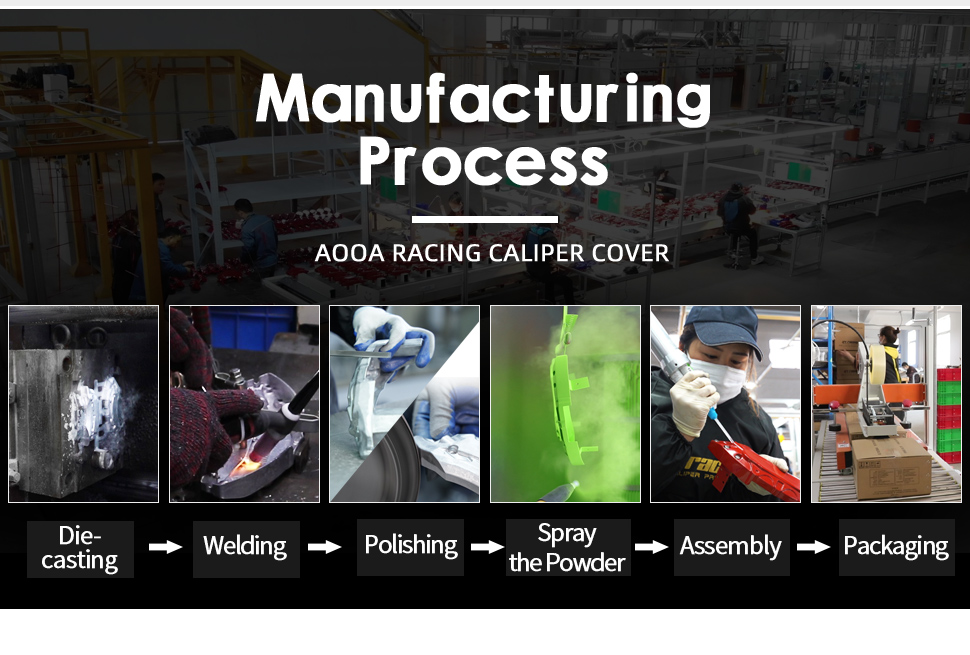 Manufacturing
Process
AOOA RACING CALIPER COVER
Die-
casting
Welding
Polishing
Spray
the Powder
Assembly
Packaging